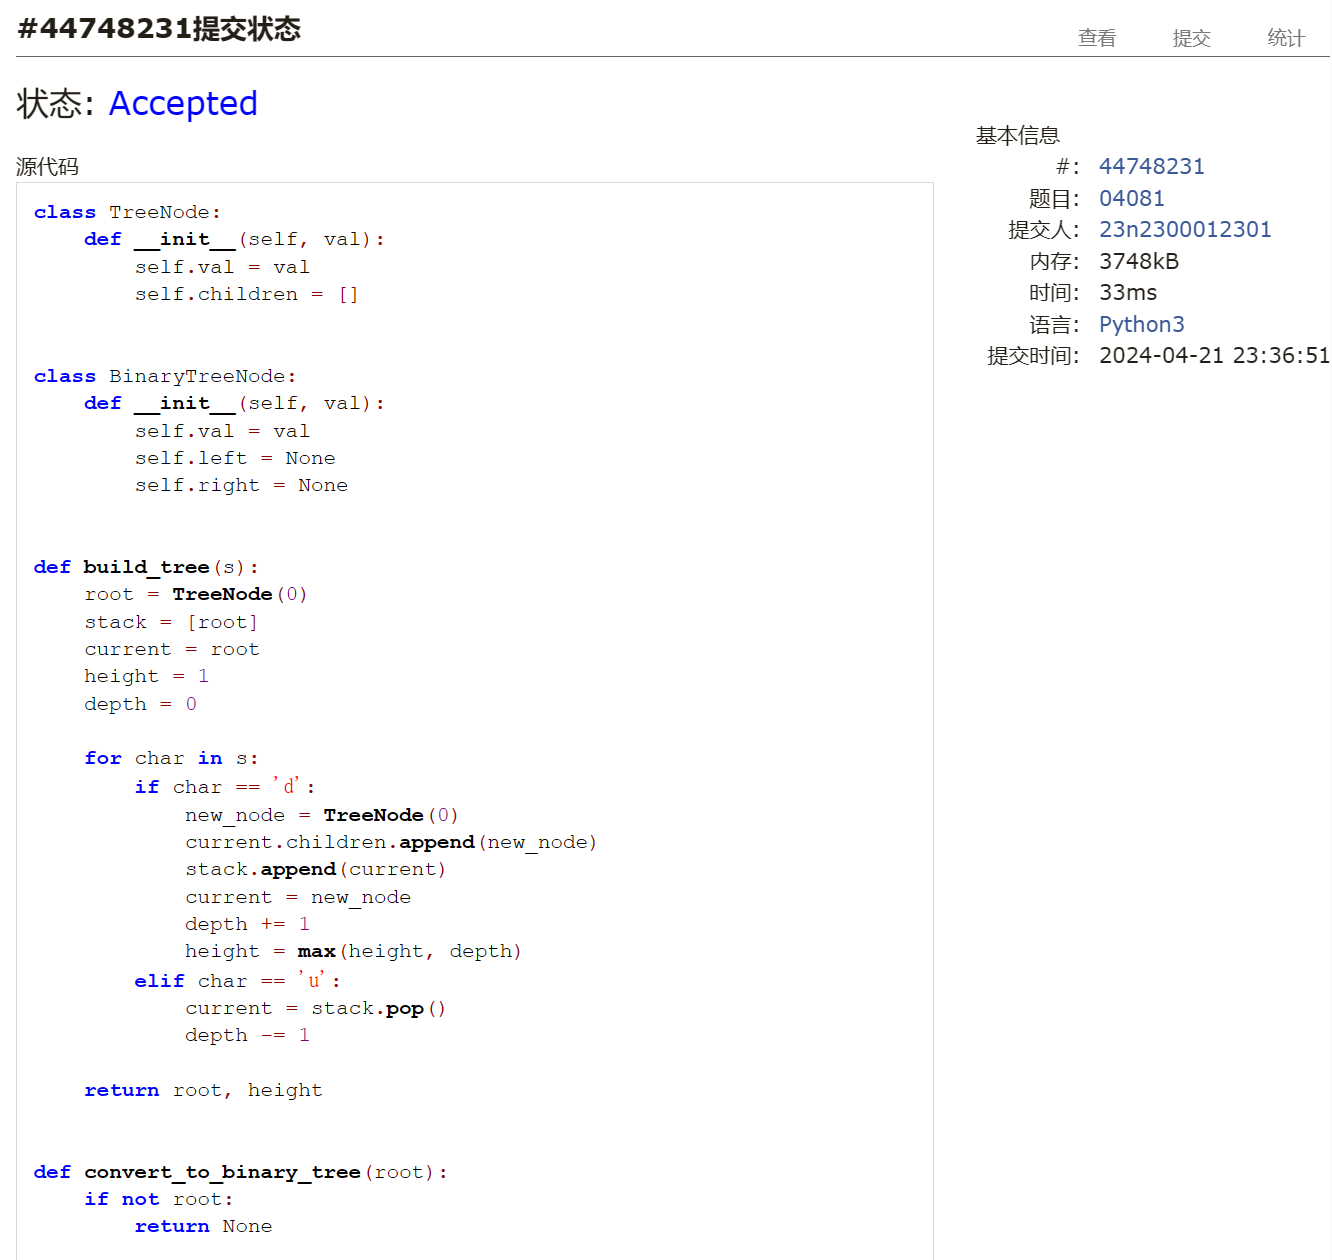 #44748231提交状态
查看 提交 统计
状态: Accepted
基本信息
#: 44748231
题目: 04081
提交人: 23n2300012301
内存: 3748kB
时间: 33ms
语言: Python3
提交时间: 2024-04-21 23:36:51
源代码
class TreeNode:
    def __init__(self, val):
        self.val = val
        self.children = []
class BinaryTreeNode:
    def __init__(self, val):
        self.val = val
        self.left = None
        self.right = None
def build_tree(s):
    root = TreeNode(0)
    stack = [root]
    current = root
    height = 1
    depth = 0
    for char in s:
        if char == 'd':
            new_node = TreeNode(0)
            current.children.append(new_node)
            stack.append(current)
            current = new_node
            depth += 1
            height = max(height, depth)
        elif char == 'u':
            current = stack.pop()
            depth -= 1
    return root, height
def convert_to_binary_tree(root):
    if not root:
        return None